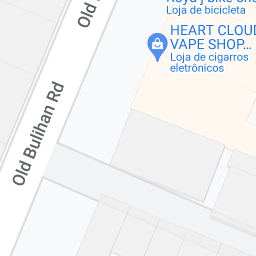 Loja de bicicleta
HEART CLOUD
VAPE SHOP...
Loja de cigarros
eletrônicos
Old Bulihan Rd
Old